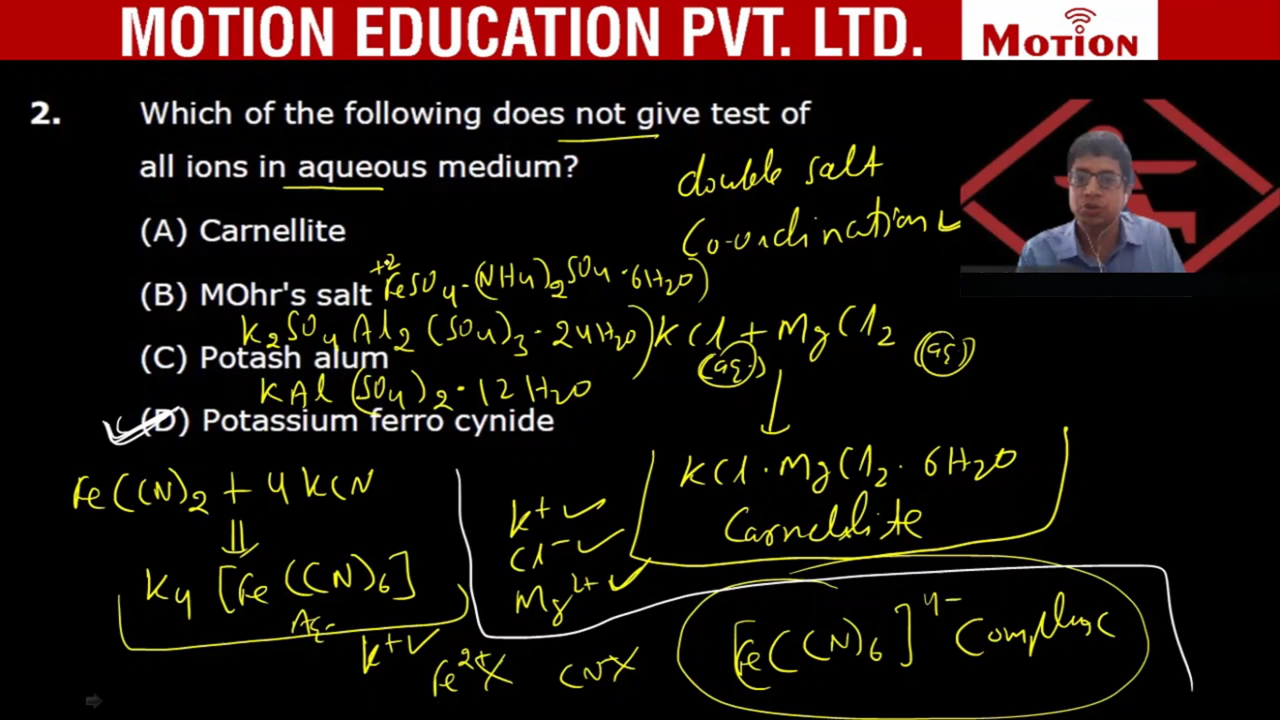 MOTION EDUCATION PVT. LTD.
MOTION
2. Which of the following does not give test of
all ions in aqueous medium?
double salt
Co-ordination
(A) Carnellite
+2
(B) MOhr's salt FeSO4·(NH4)2SO4·6H2O)
K2SO4 Al2(SO4)3·24H2O) KCl + MgCl2
(aq.) (aq.)
(C) Potash alum
KAl(SO4)2·12H2O
(D) Potassium ferro cynide
Fe(CN)2 + 4KCN
KCl·MgCl2·6H2O
Carnellite
K+ ✓
Cl- ✓
Mg2+ ✓
K4[Fe(CN)6]
Aq.
K+ ✓
Fe2+ X CN X
[Fe(CN)6]4- Complex